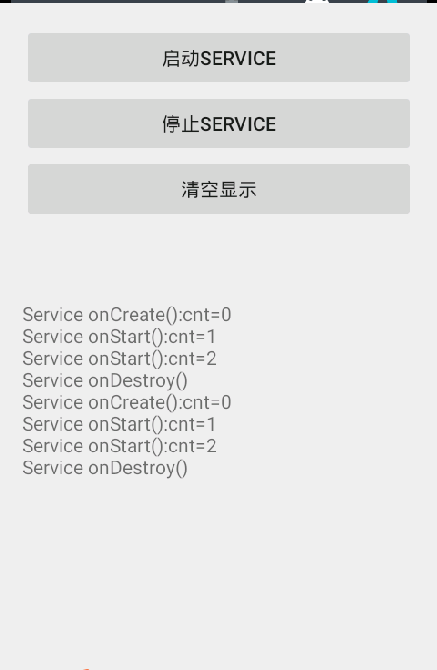 启动SERVICE
停止SERVICE
清空显示
Service onCreate():cnt=0
Service onStart():cnt=1
Service onStart():cnt=2
Service onDestroy()
Service onCreate():cnt=0
Service onStart():cnt=1
Service onStart():cnt=2
Service onDestroy()